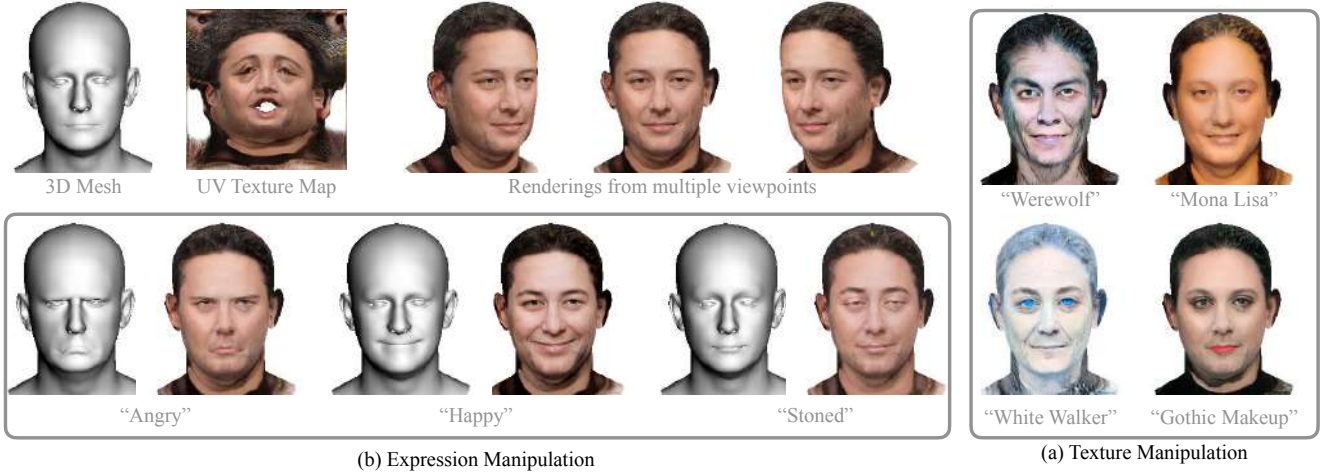 3D Mesh
UV Texture Map
Renderings from multiple viewpoints
“Angry”
“Happy”
“Stoned”
(b) Expression Manipulation
“Werewolf”
“Mona Lisa”
“White Walker”
“Gothic Makeup”
(a) Texture Manipulation